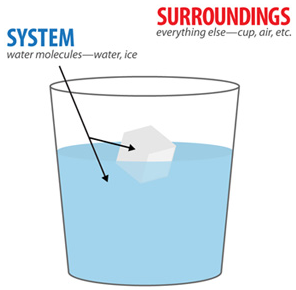 SYSTEM
water molecules—water, ice
SURROUNDINGS
everything else—cup, air, etc.